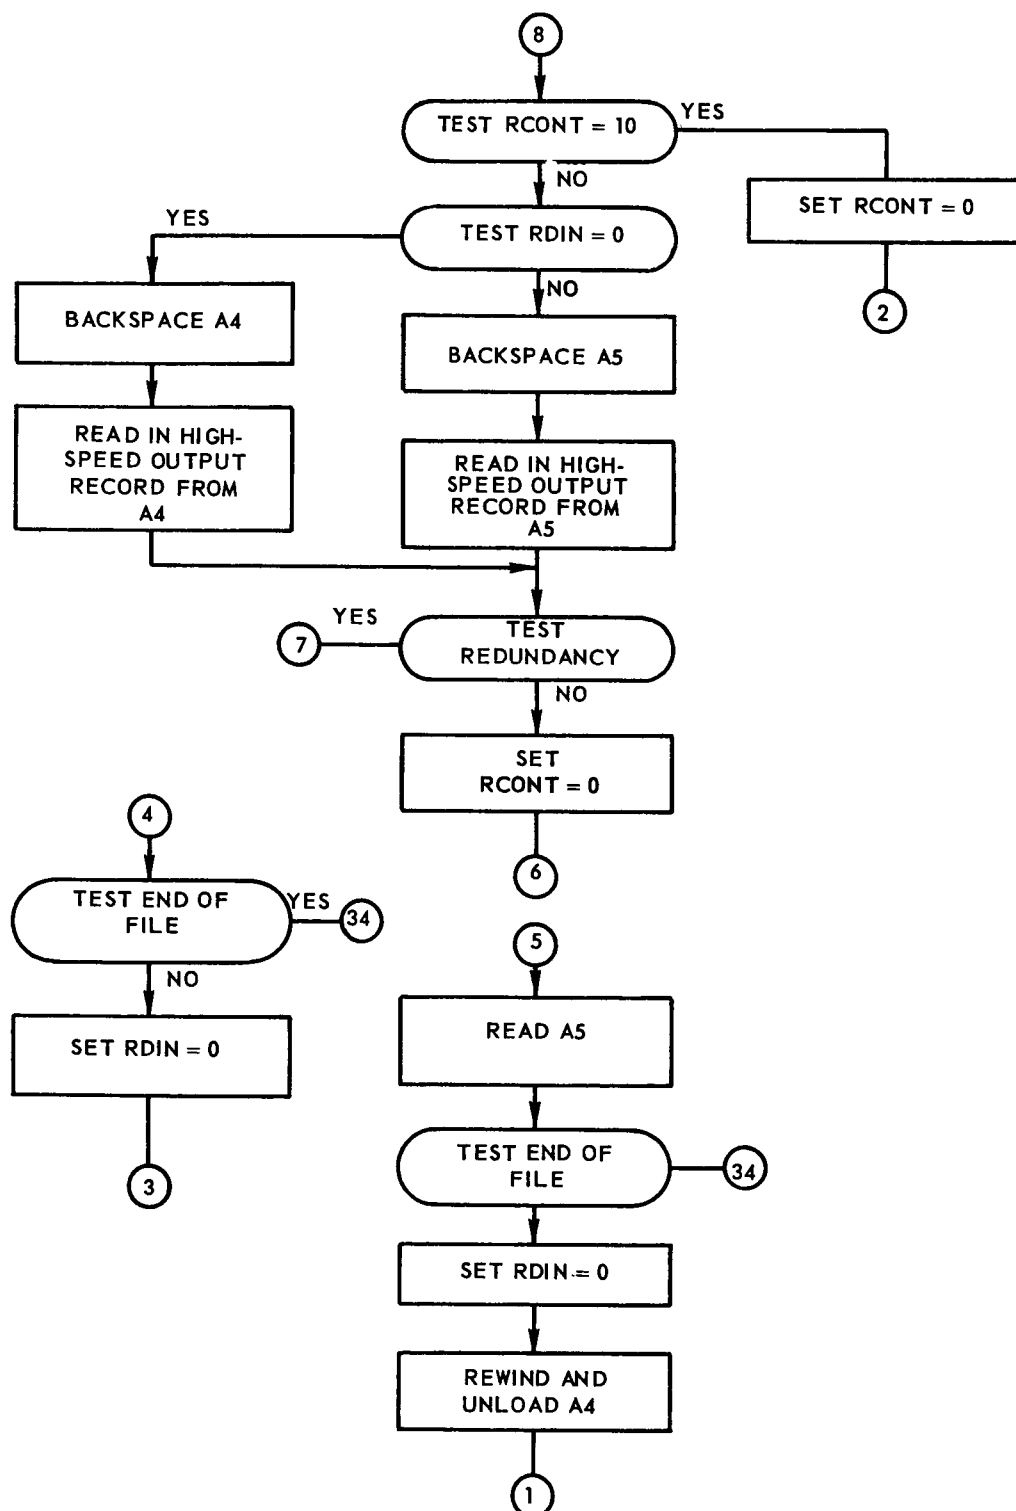 8
TEST RCONT = 10
YES
NO
SET RCONT = 0
2
YES
TEST RDIN = 0
NO
BACKSPACE A4
BACKSPACE A5
READ IN HIGH-
SPEED OUTPUT
RECORD FROM
A4
READ IN HIGH-
SPEED OUTPUT
RECORD FROM
A5
YES
7
TEST
REDUNDANCY
NO
SET
RCONT = 0
6
4
TEST END OF
FILE
YES
34
NO
SET RDIN = 0
3
5
READ A5
TEST END OF
FILE
34
SET RDIN = 0
REWIND AND
UNLOAD A4
1